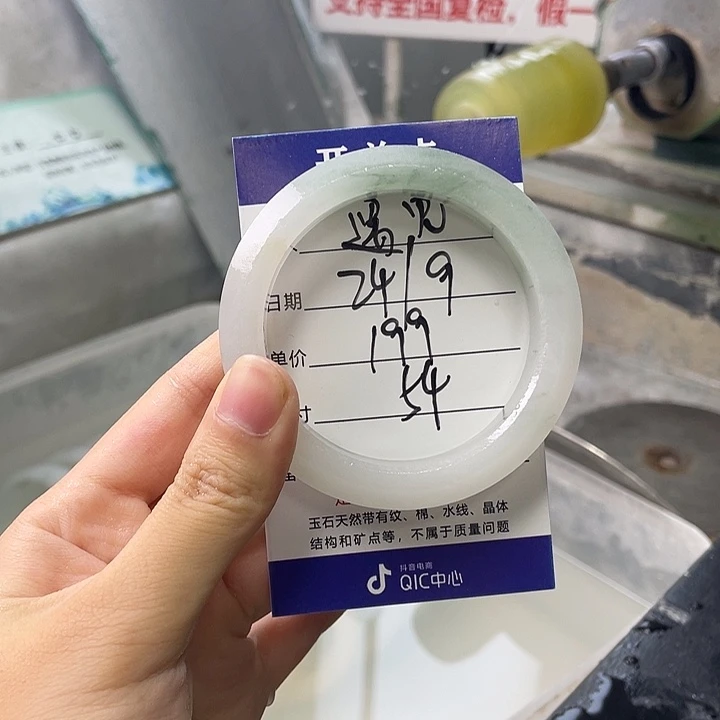 支持全国复检，假一
遇见
日期 24/9
单价 199
寸 54
玉石天然带有纹、棉、水线、晶体
结构和矿点等，不属于质量问题
抖音电商
QIC中心